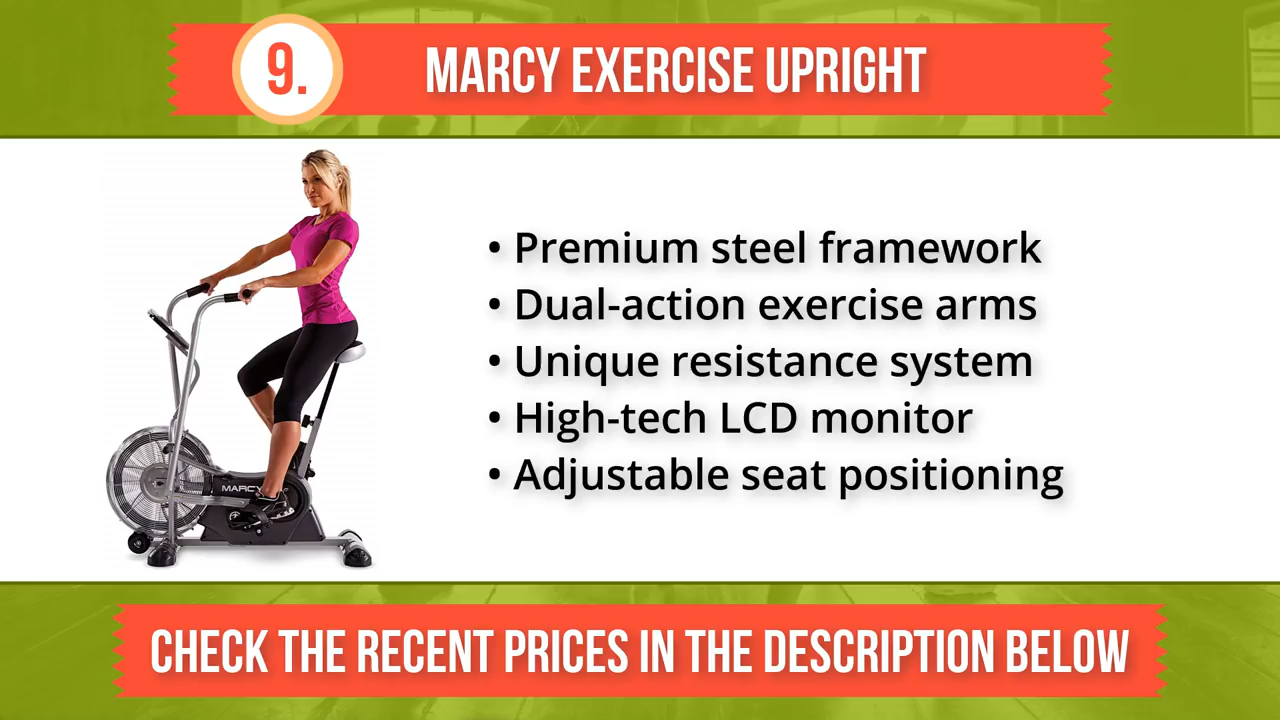 9.
MARCY EXERCISE UPRIGHT
• Premium steel framework
• Dual-action exercise arms
• Unique resistance system
• High-tech LCD monitor
• Adjustable seat positioning
MARCY
CHECK THE RECENT PRICES IN THE DESCRIPTION BELOW